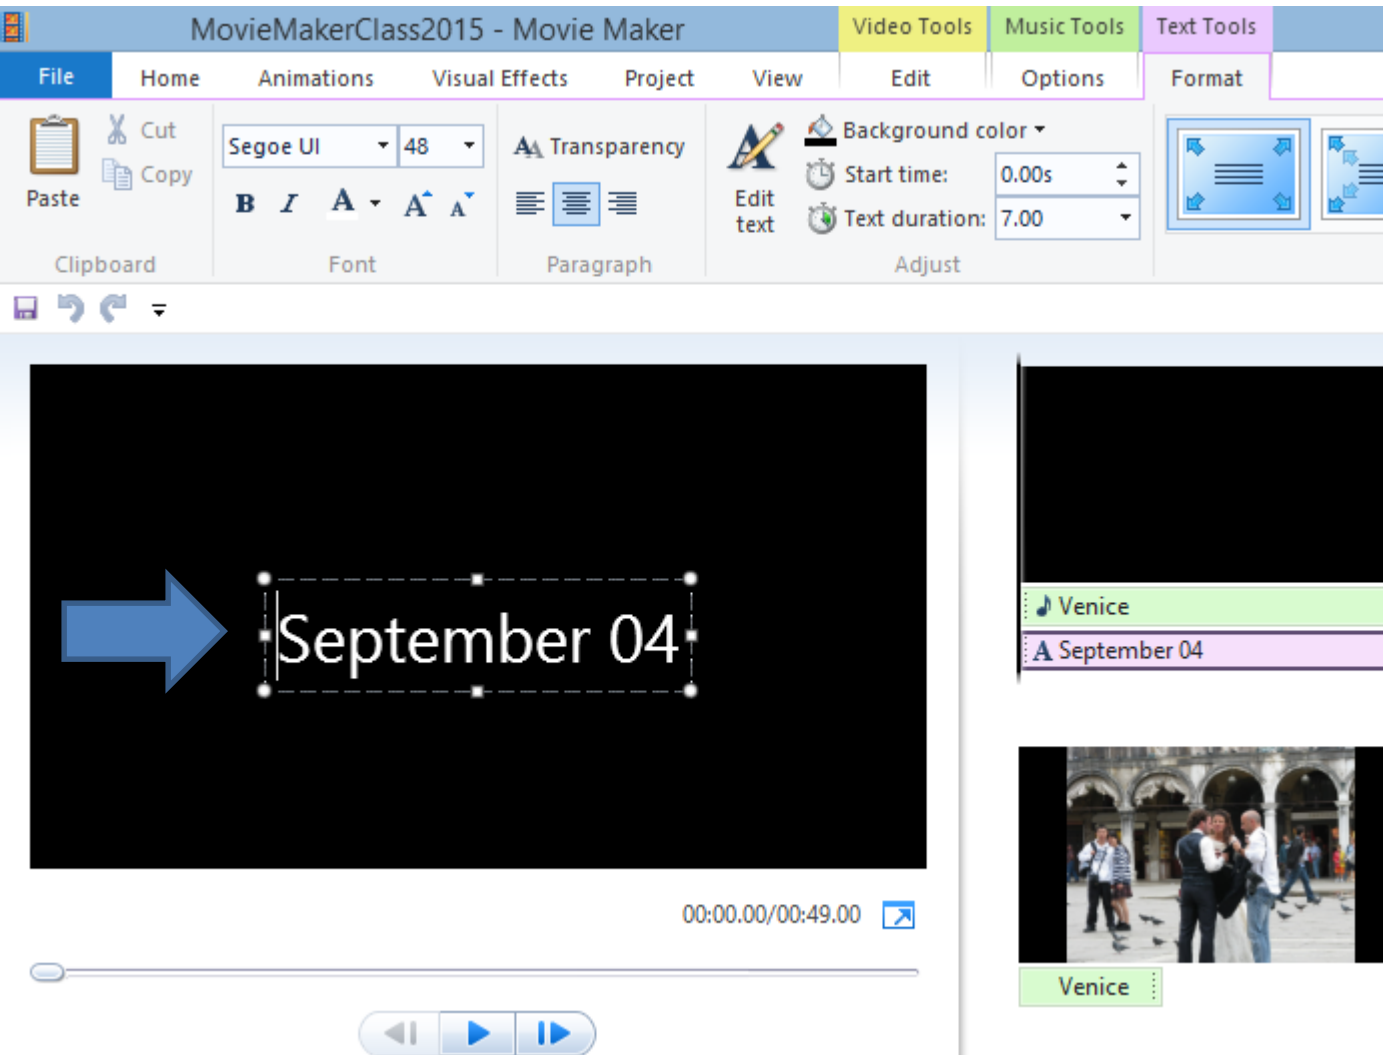 MovieMakerClass2015 - Movie Maker
Video Tools
Music Tools
Text Tools
File
Home
Animations
Visual Effects
Project
View
Edit
Options
Format
Paste
Cut
Copy
Clipboard
Segoe UI
48
B I A A A
Font
AA Transparency
Paragraph
A
Edit
text
Background color
Start time:
0.00s
Text duration:
7.00
Adjust
September 04
00:00.00/00:49.00
Venice
A September 04
Venice